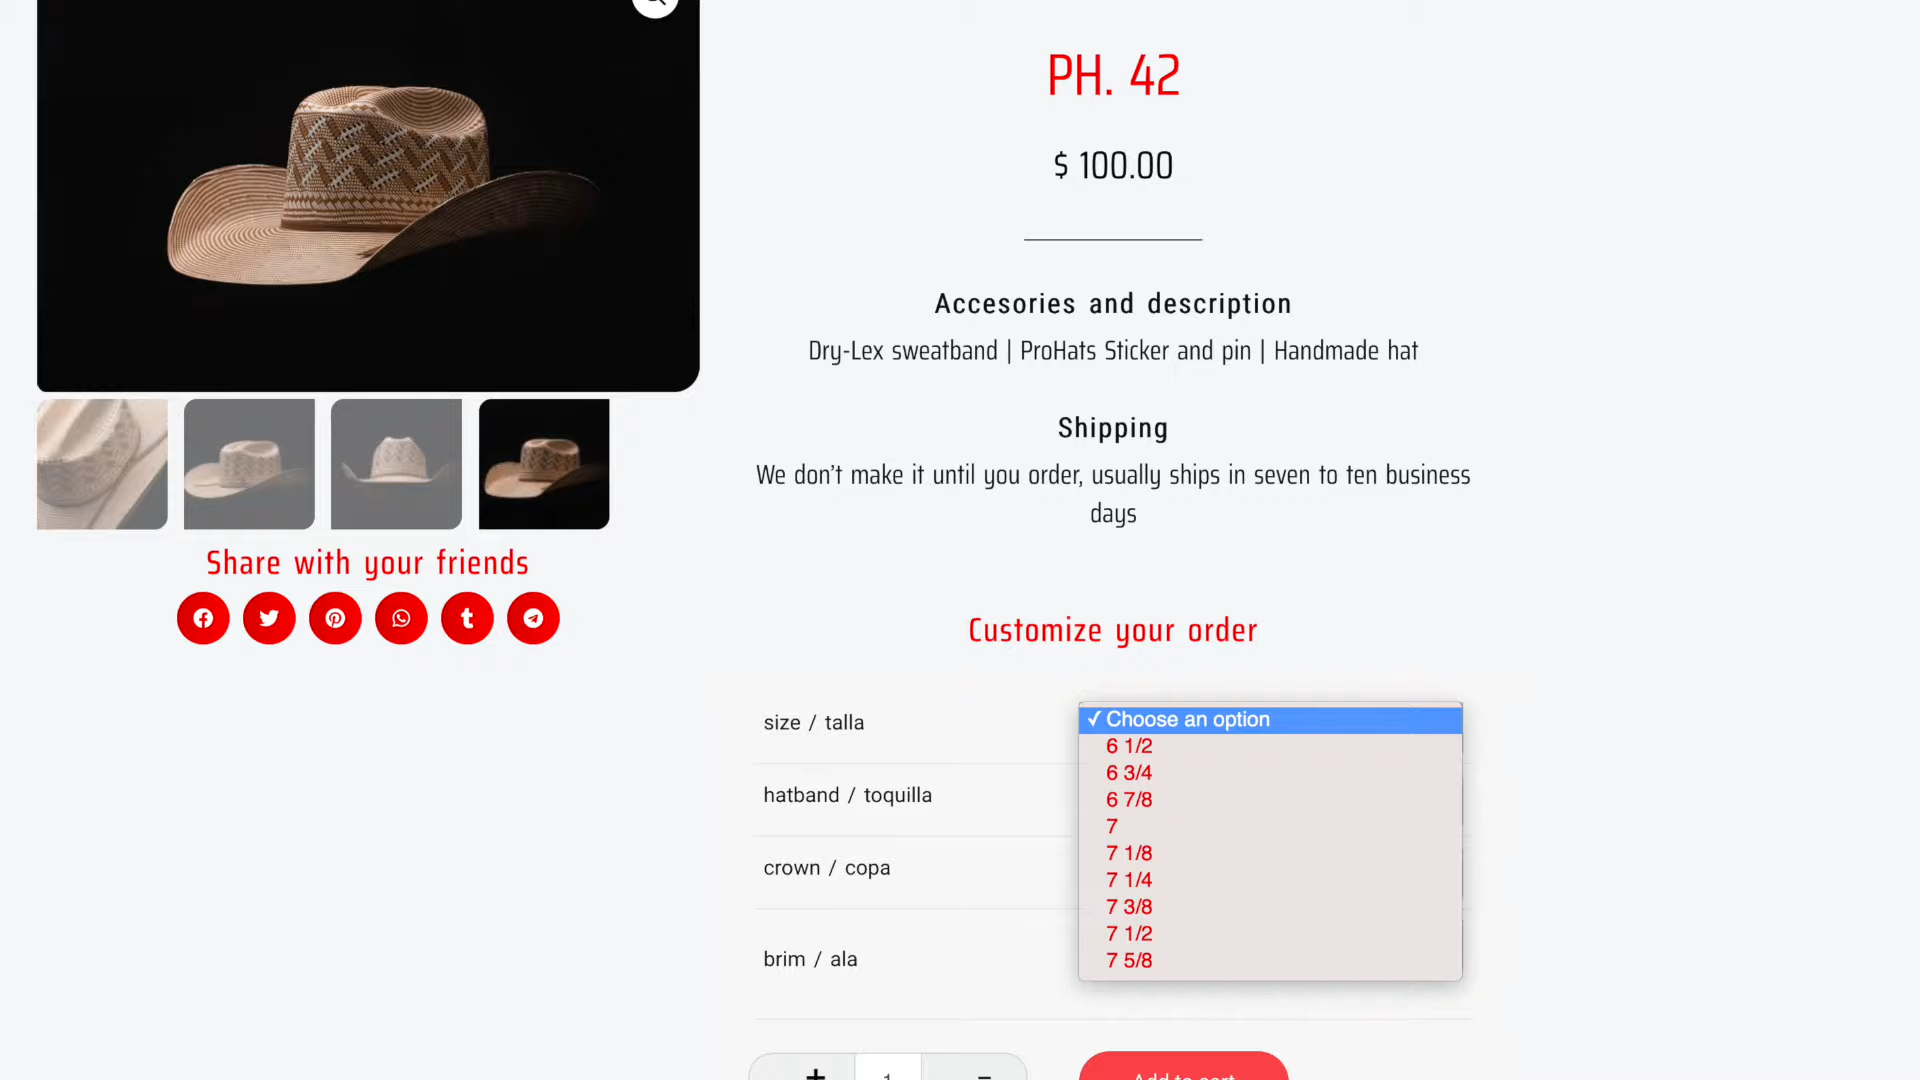 PH. 42
$ 100.00
Accesories and description
Dry-Lex sweatband | ProHats Sticker and pin | Handmade hat
Shipping
We don’t make it until you order, usually ships in seven to ten business
days
Share with your friends
Customize your order
size / talla
✓ Choose an option
6 1/2
6 3/4
6 7/8
7
7 1/8
7 1/4
7 3/8
7 1/2
7 5/8
hatband / toquilla
crown / copa
brim / ala
+ 1 -
Add to cart